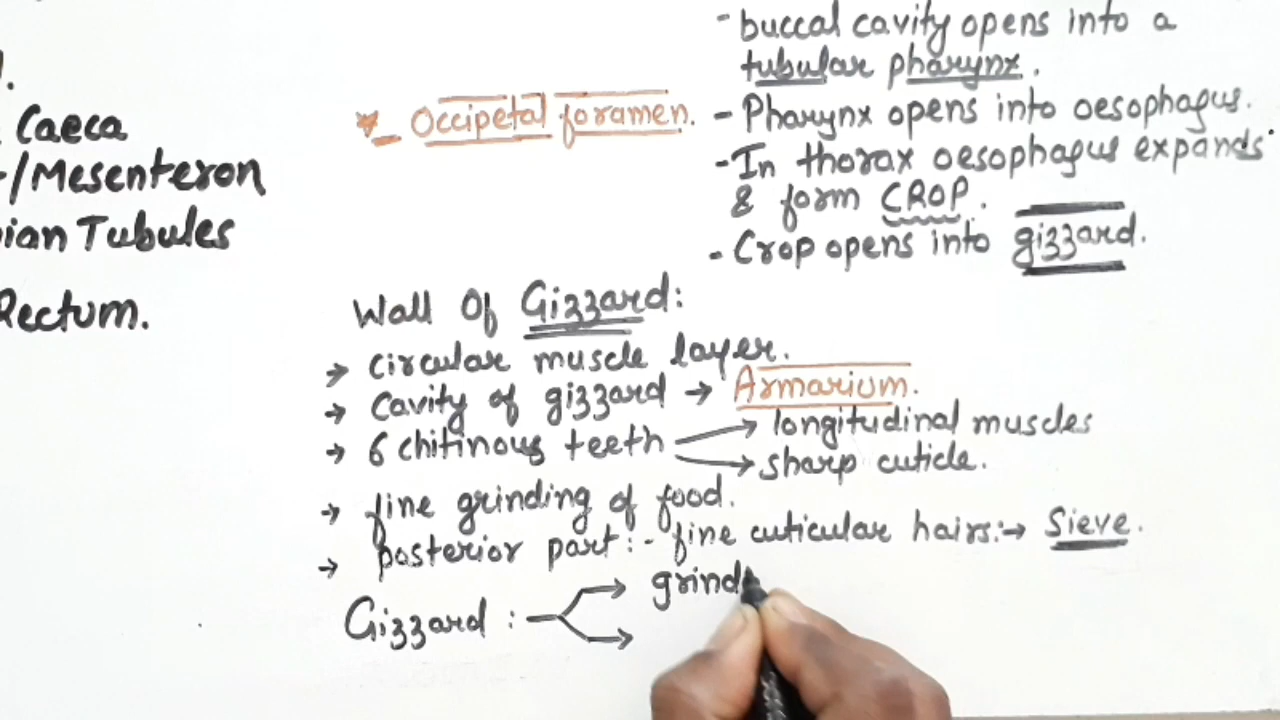 Caeca
/Mesenteron
ian Tubules
Rectum.
Occipetal foramen.
- buccal cavity opens into a
tubular pharynx.
- Pharynx opens into oesophagus.
- In thorax oesophagus expands
& form CROP.
- Crop opens into gizzard.
Wall Of Gizzard:
→ circular muscle layer.
→ Cavity of gizzard → Armarium.
→ 6 chitinous teeth → longitudinal muscles
→ sharp cuticle.
→ fine grinding of food.
→ posterior part:- fine cuticular hairs:→ Sieve.
Gizzard : → grind
→